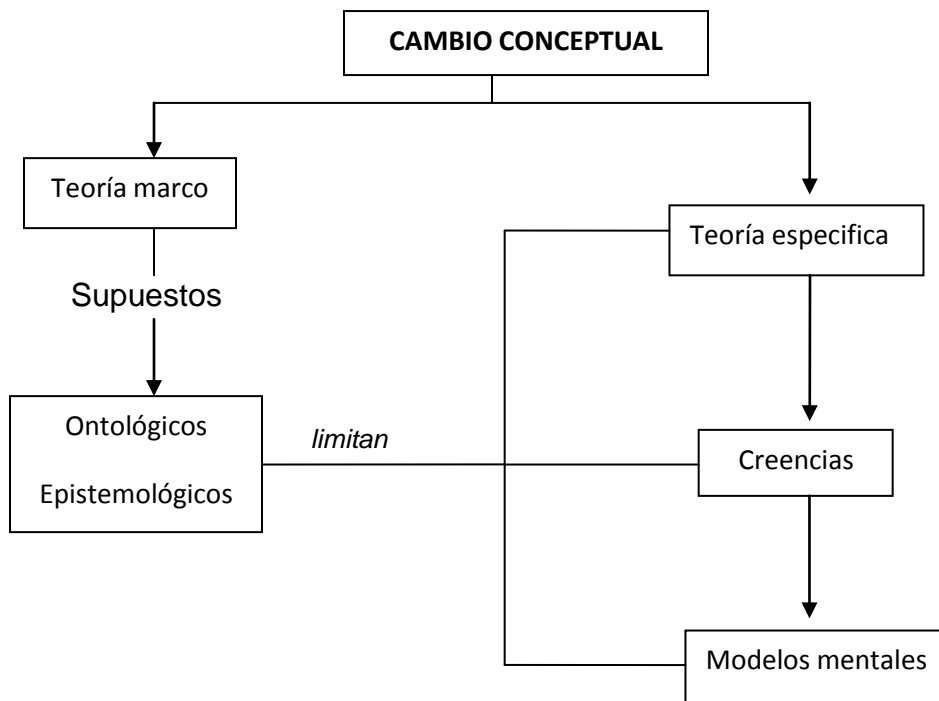 CAMBIO CONCEPTUAL
Teoría marco
Teoría especifica
Supuestos
Ontológicos
Epistemológicos
limitan
Creencias
Modelos mentales